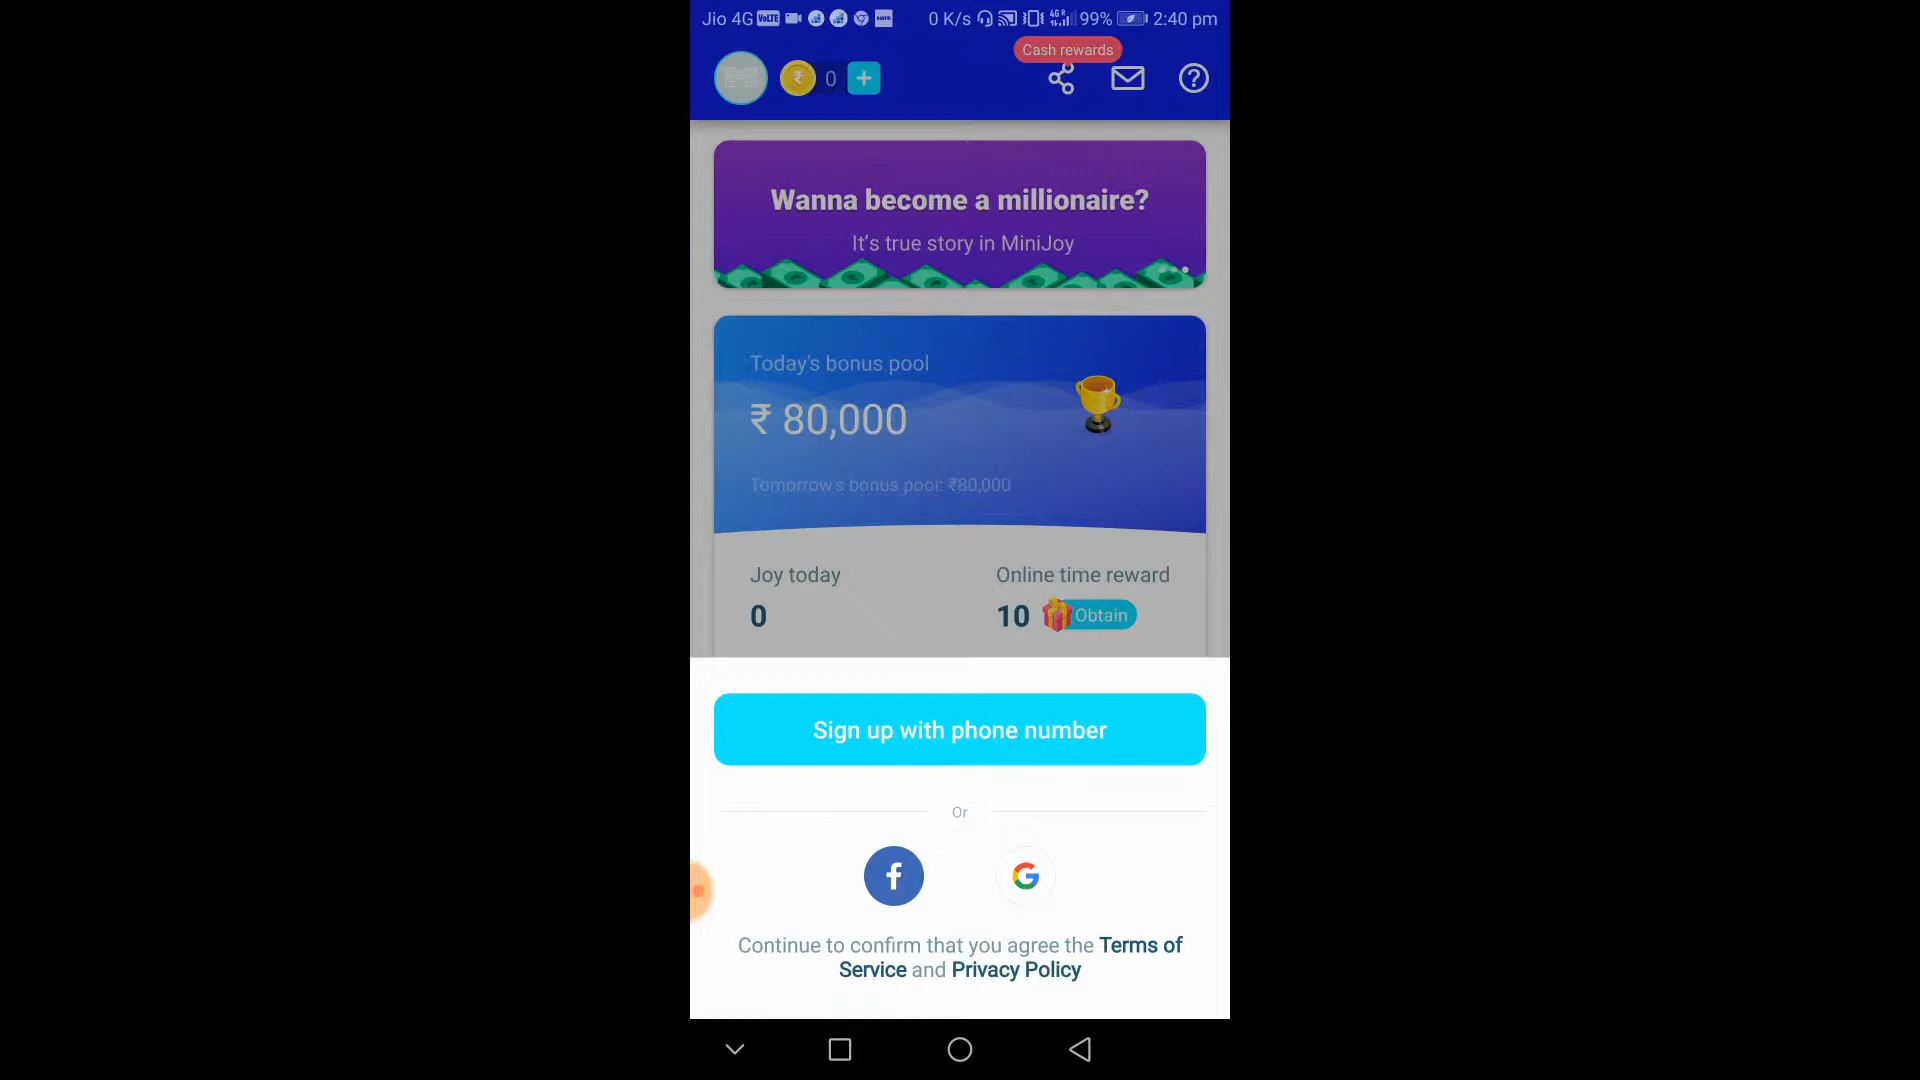 Jio 4G VoLTE 0 K/s 4G R 99% 2:40 pm
Cash rewards
₹ 0 +
Wanna become a millionaire?
It's true story in MiniJoy
Today's bonus pool
₹ 80,000
Tomorrow's bonus pool: ₹80,000
Joy today
Online time reward
0
10 Obtain
Sign up with phone number
Or
Continue to confirm that you agree the Terms of
Service and Privacy Policy